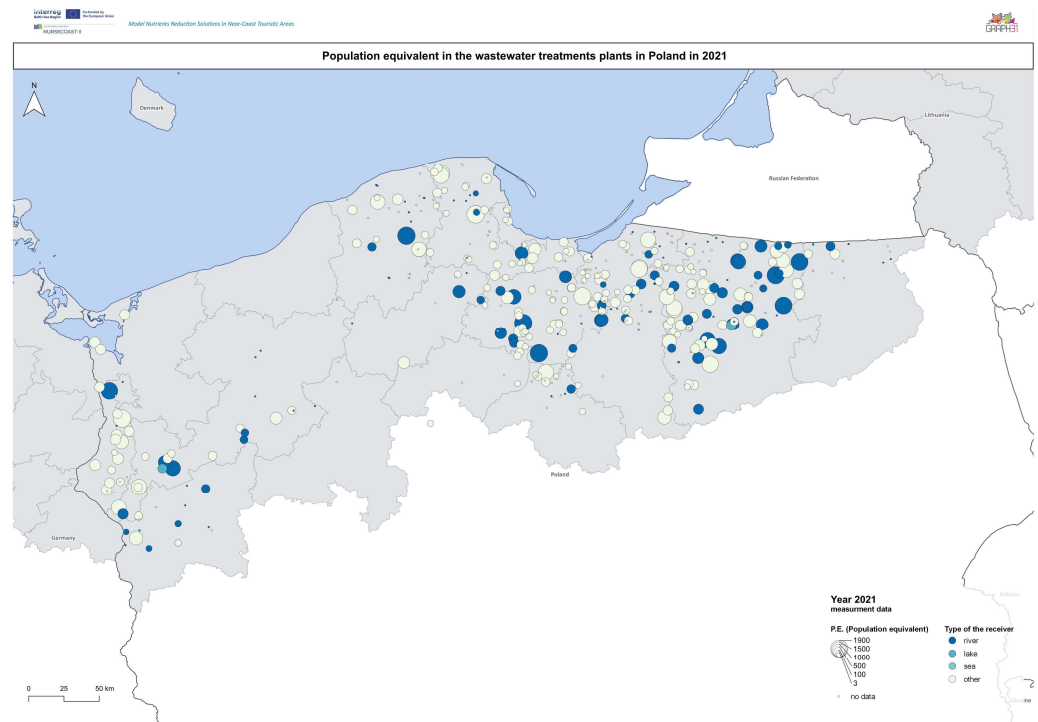 Interreg
Baltic Sea Region
Co-funded by
the European Union
NURSECOAST-II
Model Nutrients Reduction Solutions In Near-Coast Touristic Areas
GRAPH31
Population equivalent in the wastewater treatments plants in Poland in 2021
N
Denmark
Lithuania
Russian Federation
Poland
Germany
Belarus
Year 2021
measurment data
P.E. (Population equivalent)
1900
1500
1000
500
100
3
no data
Type of the receiver
river
lake
sea
other
0 25 50 km